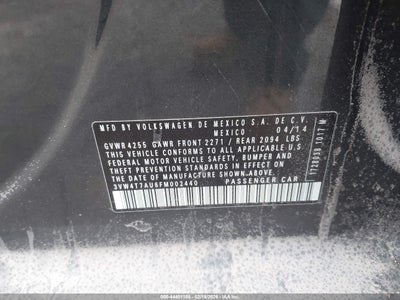 MFD BY VOLKSWAGEN DE MEXICO S.A. DE C.V.
MEXICO 04/14
GVWR 4255 GAWR FRONT 2271 / REAR 2094 LBS
THIS VEHICLE CONFORMS TO ALL APPLICABLE U.S.
FEDERAL MOTOR VEHICLE SAFETY, BUMPER AND
THEFT PREVENTION STANDARDS IN EFFECT ON THE
DATE OF MANUFACTURE SHOWN ABOVE.
3VW4T7AU6FM002440 PASSENGER CAR